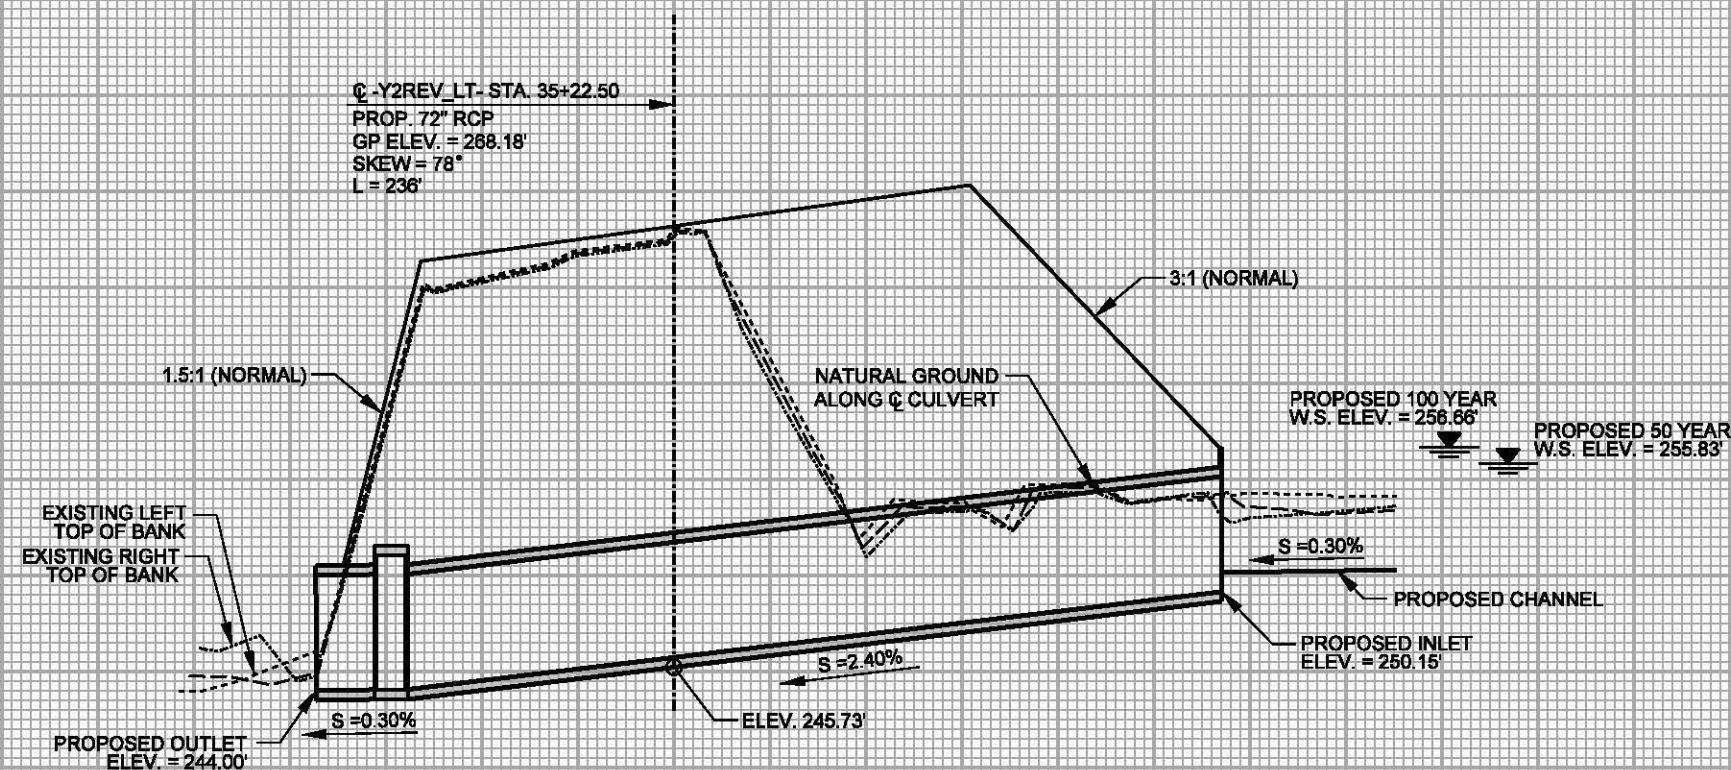 ℄ -Y2REV_LT- STA. 35+22.50
PROP. 72" RCP
GP ELEV. = 268.18'
SKEW = 78°
L = 236'
3:1 (NORMAL)
1.5:1 (NORMAL)
NATURAL GROUND
ALONG ℄ CULVERT
PROPOSED 100 YEAR
W.S. ELEV. = 256.66'
PROPOSED 50 YEAR
W.S. ELEV. = 255.83'
EXISTING LEFT
TOP OF BANK
EXISTING RIGHT
TOP OF BANK
S =0.30%
PROPOSED CHANNEL
PROPOSED INLET
ELEV. = 250.15'
S =2.40%
ELEV. 245.73'
S =0.30%
PROPOSED OUTLET
ELEV. = 244.00'